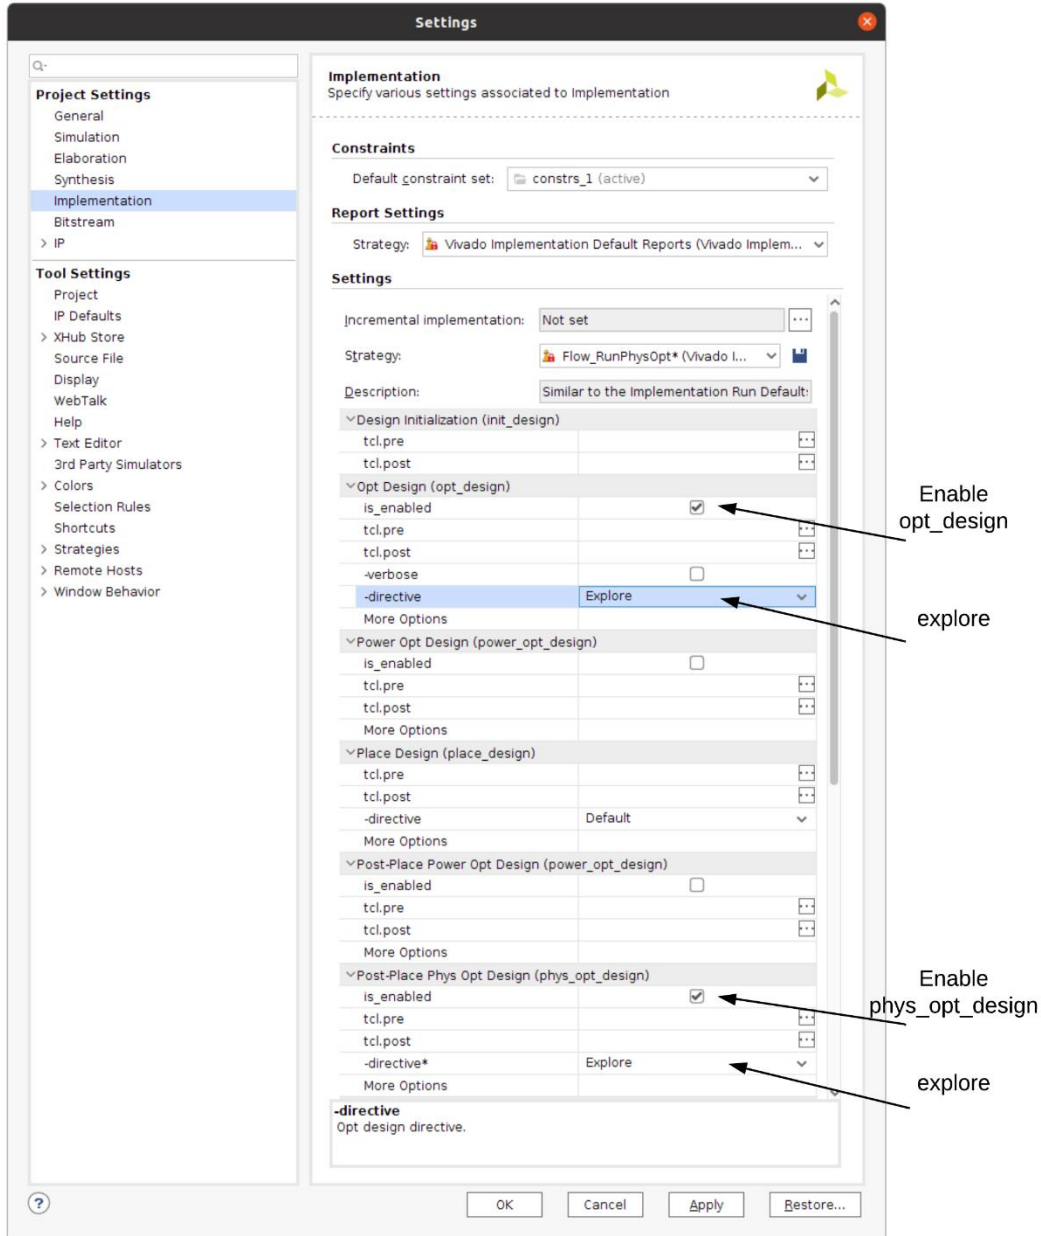 Settings
Project Settings
General
Simulation
Elaboration
Synthesis
Implementation
Bitstream
> IP
Tool Settings
Project
IP Defaults
> XHub Store
Source File
Display
WebTalk
Help
> Text Editor
3rd Party Simulators
> Colors
Selection Rules
Shortcuts
> Strategies
> Remote Hosts
> Window Behavior
Implementation
Specify various settings associated to Implementation
Constraints
Default constraint set: constrs_1 (active)
Report Settings
Strategy: Vivado Implementation Default Reports (Vivado Implem...
Settings
Incremental implementation: Not set ...
Strategy: Flow_RunPhysOpt* (Vivado I...
Description: Similar to the Implementation Run Defaults
Design Initialization (init_design)
tcl.pre ...
tcl.post ...
Opt Design (opt_design)
is_enabled
tcl.pre ...
tcl.post ...
-verbose
-directive Explore
More Options
Power Opt Design (power_opt_design)
is_enabled
tcl.pre ...
tcl.post ...
More Options
Place Design (place_design)
tcl.pre ...
tcl.post ...
-directive Default
More Options
Post-Place Power Opt Design (power_opt_design)
is_enabled
tcl.pre ...
tcl.post ...
More Options
Post-Place Phys Opt Design (phys_opt_design)
is_enabled
tcl.pre ...
tcl.post ...
-directive* Explore
More Options
-directive
Opt design directive.
? OK Cancel Apply Restore...
Enable
opt_design
explore
Enable
phys_opt_design
explore